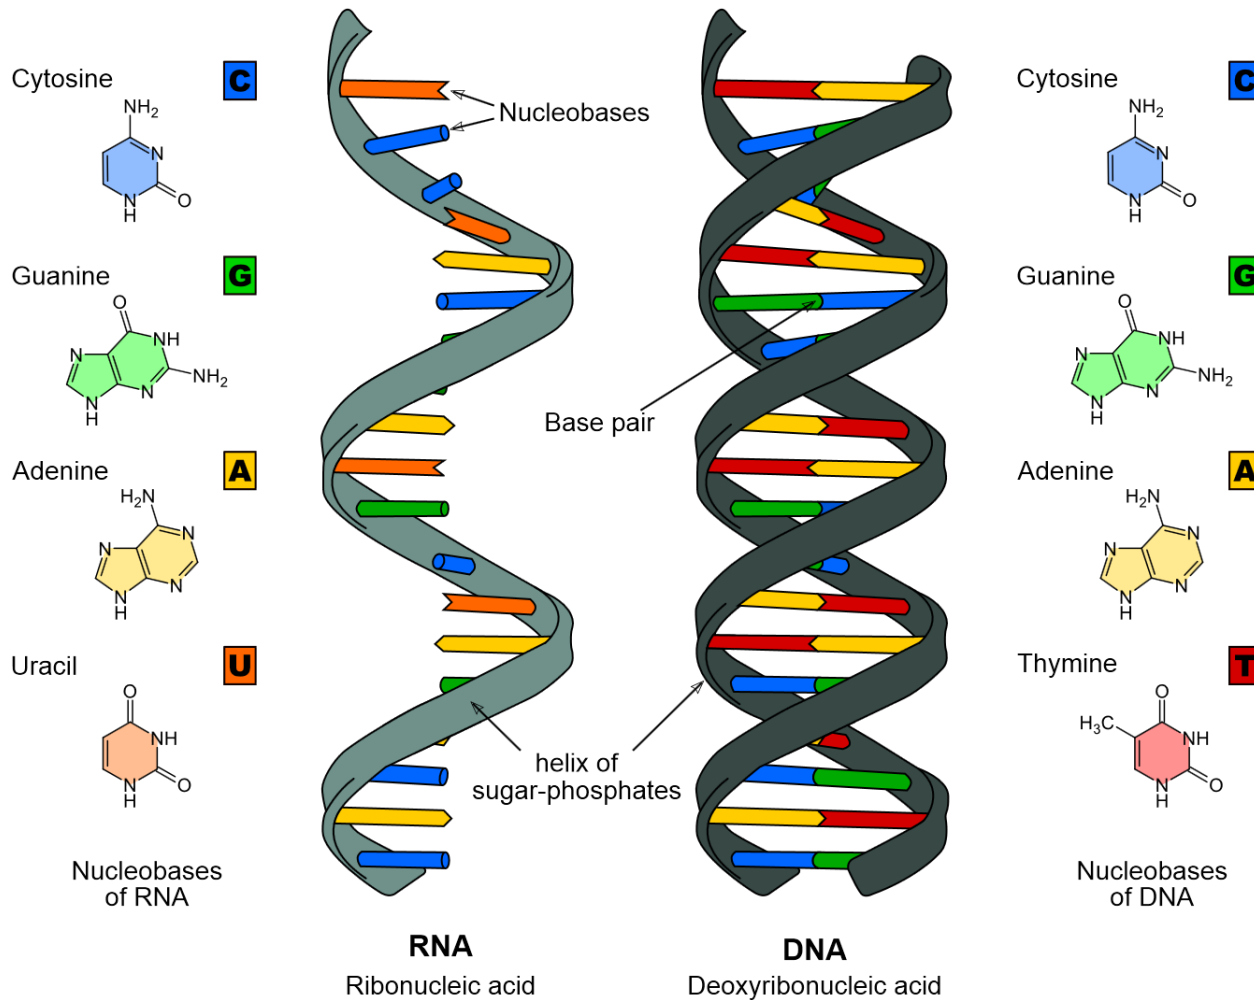 Cytosine
C
NH2
N
N
H
O
Guanine
G
O
N
NH
N
H
N
NH2
Adenine
A
H2N
N
N
N
H
N
Uracil
U
O
NH
N
H
O
Nucleobases
of RNA
Nucleobases
Base pair
helix of
sugar-phosphates
RNA
Ribonucleic acid
DNA
Deoxyribonucleic acid
Cytosine
C
NH2
N
N
H
O
Guanine
G
O
N
NH
N
H
N
NH2
Adenine
A
H2N
N
N
N
H
N
Thymine
T
O
H3C
NH
N
H
O
Nucleobases
of DNA